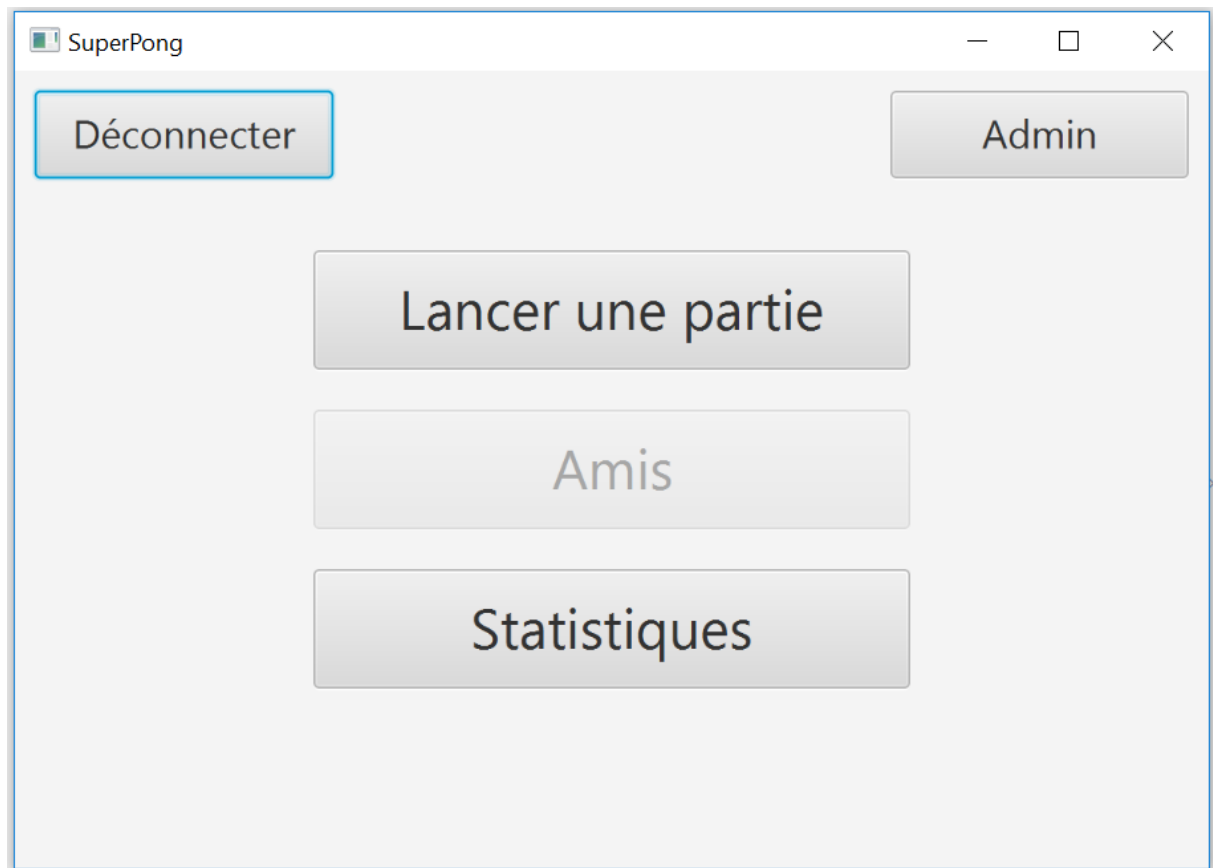 SuperPong
Déconnecter
Admin
Lancer une partie
Amis
Statistiques